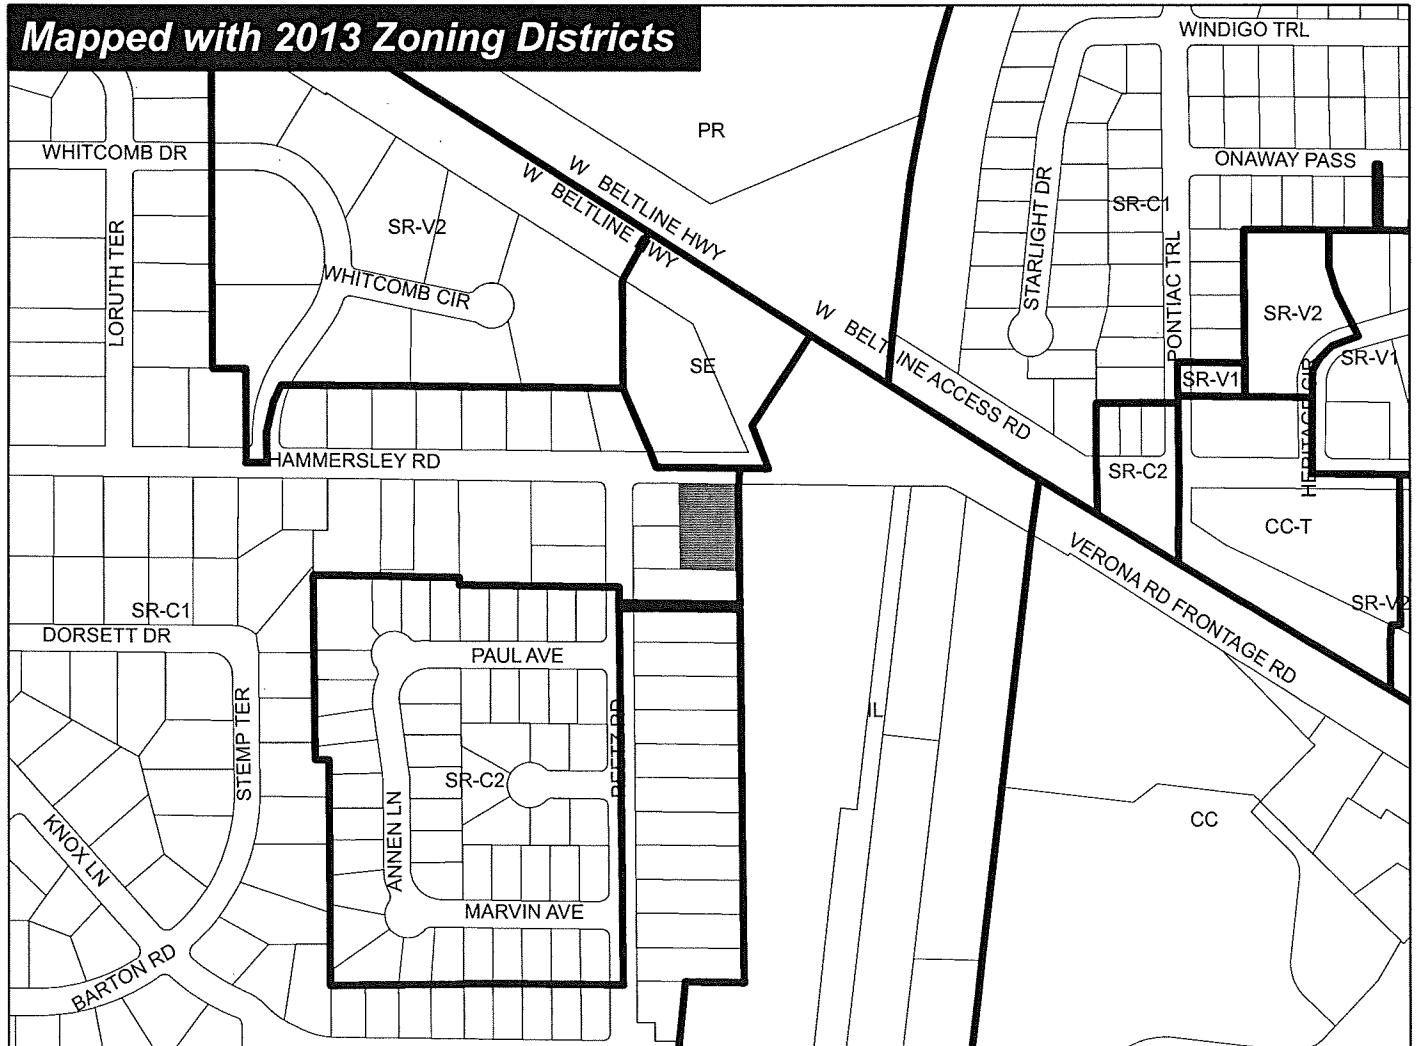 Mapped with 2013 Zoning Districts
WINDIGO TRL
PR
WHITCOMB DR
ONAWAY PASS
W BELTLINE HWY
W BELTLINE HWY
STARLIGHT DR
SR-C1
SR-V2
LORUTH TER
PONTIAC TRL
WHITCOMB CIR
SR-V2
W BELTLINE ACCESS RD
SE
SR-V1
SR-V1
HERITAGE CIR
HAMMERSLEY RD
SR-C2
CC-T
VERONA RD FRONTAGE RD
SR-C1
SR-V2
DORSETT DR
PAUL AVE
STEMP TER
IL
SR-C2
ANNEN LN
CC
KNOX LN
MARVIN AVE
BARTON RD